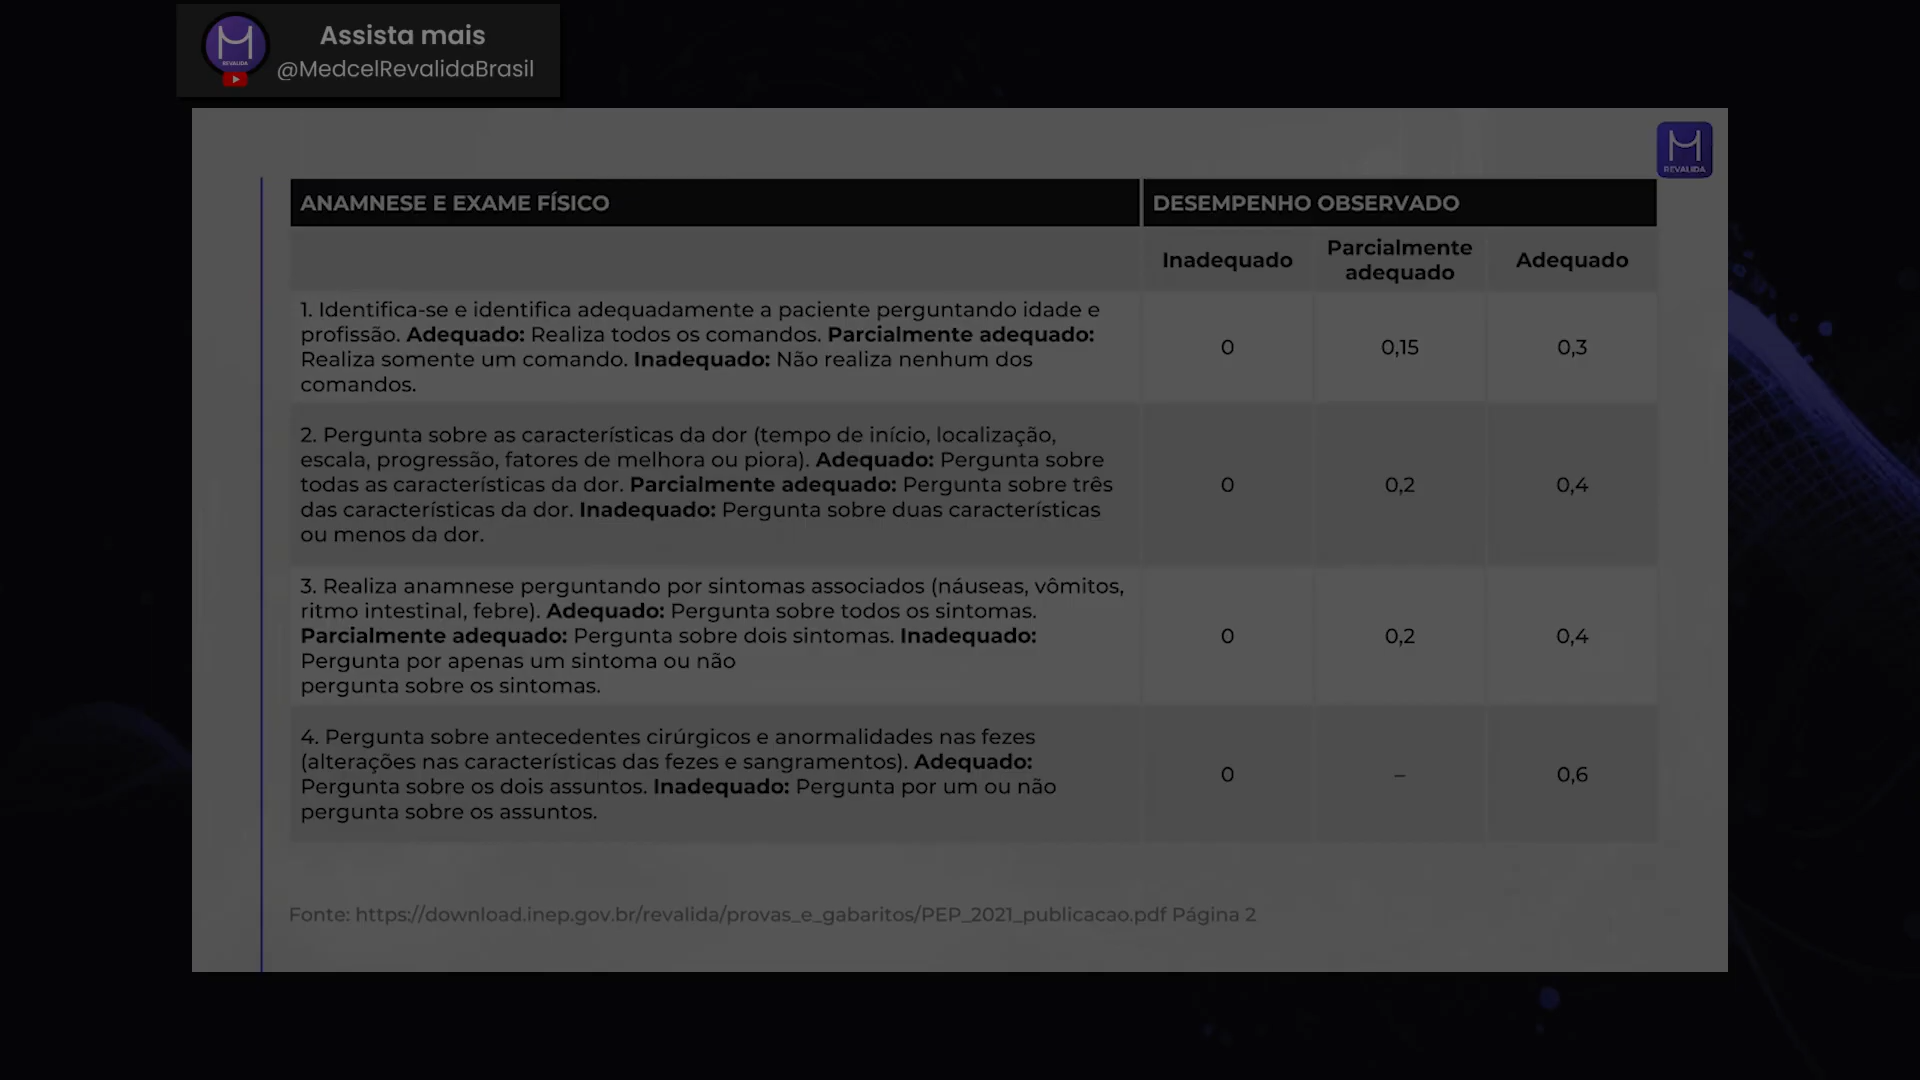 Assista mais
@MedcelRevalidaBrasil
REVALIDA
REVALIDA
ANAMNESE E EXAME FÍSICO
DESEMPENHO OBSERVADO
Inadequado
Parcialmente
adequado
Adequado
1. Identifica-se e identifica adequadamente a paciente perguntando idade e
profissão. Adequado: Realiza todos os comandos. Parcialmente adequado:
Realiza somente um comando. Inadequado: Não realiza nenhum dos
comandos.
0
0,15
0,3
2. Pergunta sobre as características da dor (tempo de início, localização,
escala, progressão, fatores de melhora ou piora). Adequado: Pergunta sobre
todas as características da dor. Parcialmente adequado: Pergunta sobre três
das características da dor. Inadequado: Pergunta sobre duas características
ou menos da dor.
0
0,2
0,4
3. Realiza anamnese perguntando por sintomas associados (náuseas, vômitos,
ritmo intestinal, febre). Adequado: Pergunta sobre todos os sintomas.
Parcialmente adequado: Pergunta sobre dois sintomas. Inadequado:
Pergunta por apenas um sintoma ou não
pergunta sobre os sintomas.
0
0,2
0,4
4. Pergunta sobre antecedentes cirúrgicos e anormalidades nas fezes
(alterações nas características das fezes e sangramentos). Adequado:
Pergunta sobre os dois assuntos. Inadequado: Pergunta por um ou não
pergunta sobre os assuntos.
0
–
0,6
Fonte: https://download.inep.gov.br/revalida/provas_e_gabaritos/PEP_2021_publicacao.pdf Página 2